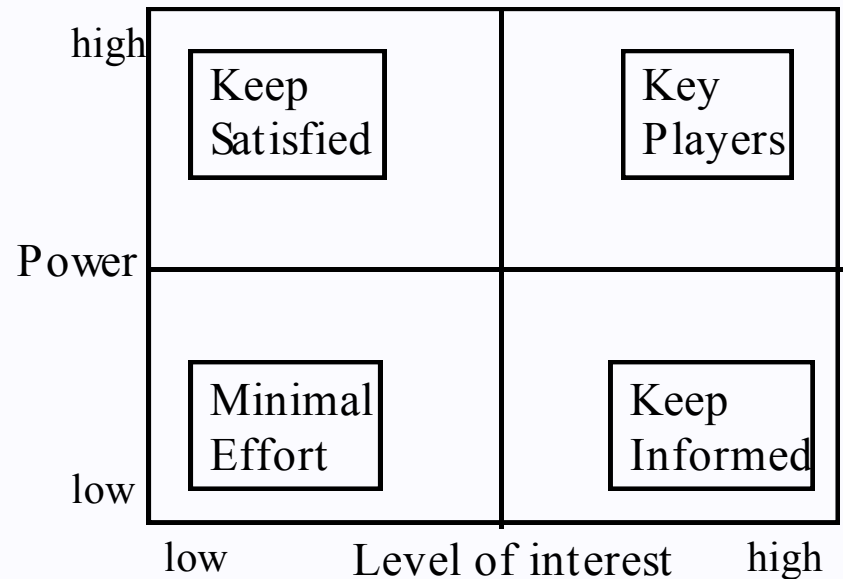 high
Keep
Satisfied
Key
Players
Power
Minimal
Effort
Keep
Informed
low
low
Level of interest
high